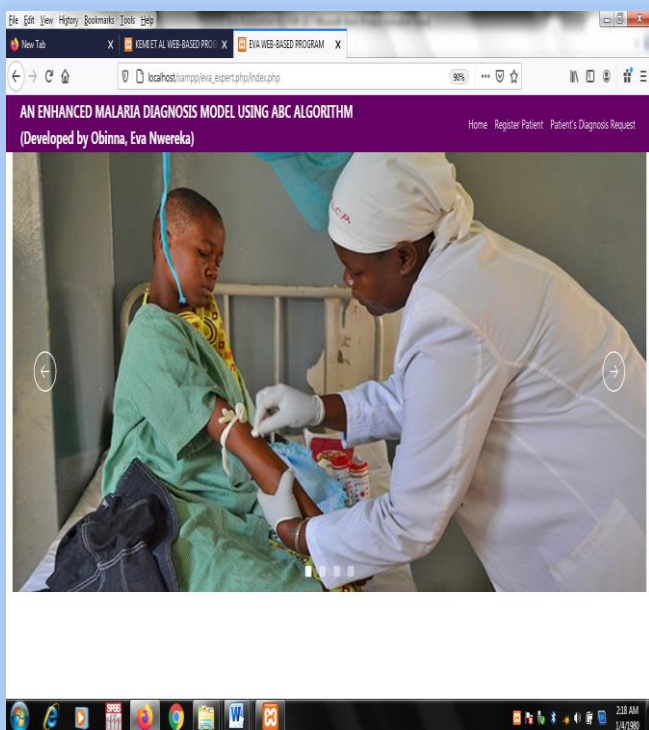 File Edit View History Bookmarks Tools Help
New Tab X KEMI ET AL WEB-BASED PROG X EVA WEB-BASED PROGRAM X
localhost/xampp/eva_expert.php/index.php 90%
AN ENHANCED MALARIA DIAGNOSIS MODEL USING ABC ALGORITHM
(Developed by Obinna, Eva Nwereka)
Home Register Patient Patient's Diagnosis Request
SPSS
W
2:18 AM
1/4/1980